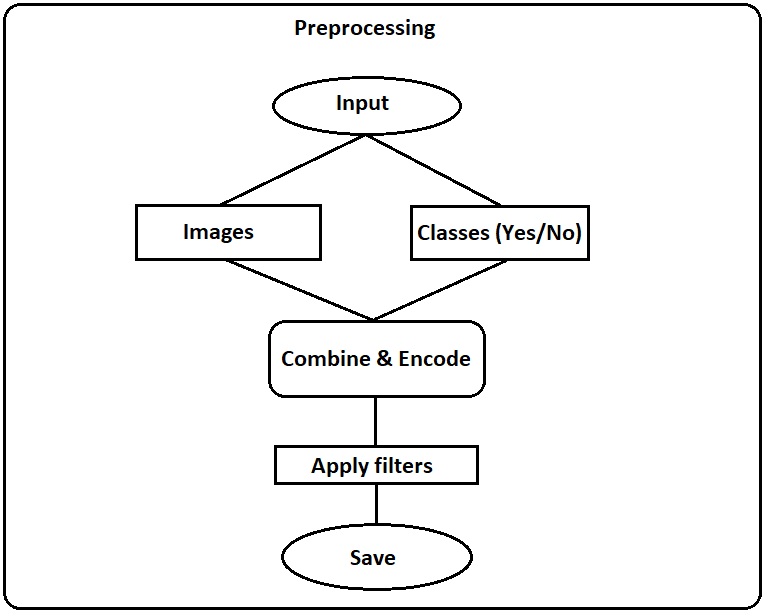 Preprocessing
Input
Images
Classes (Yes/No)
Combine & Encode
Apply filters
Save